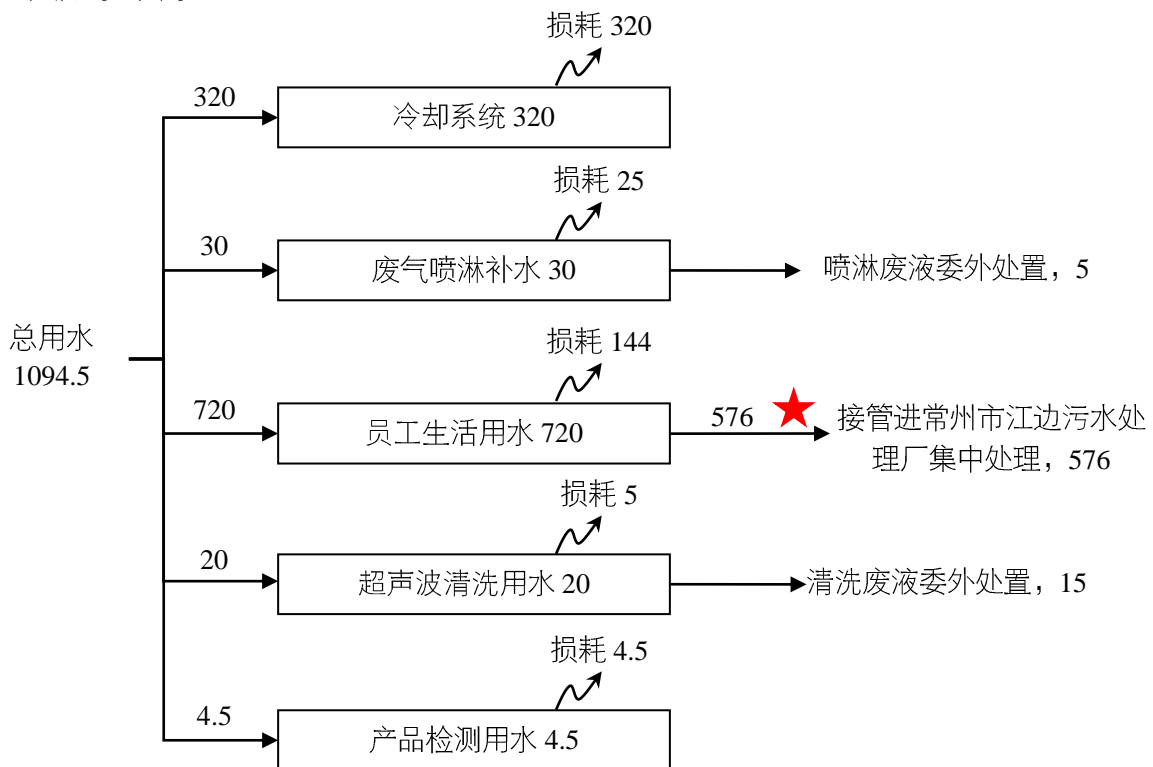 损耗 320
320
冷却系统 320
损耗 25
30
废气喷淋补水 30
喷淋废液委外处置，5
总用水
1094.5
损耗 144
720
员工生活用水 720
576
接管进常州市江边污水处
理厂集中处理，576
损耗 5
20
超声波清洗用水 20
清洗废液委外处置，15
损耗 4.5
4.5
产品检测用水 4.5